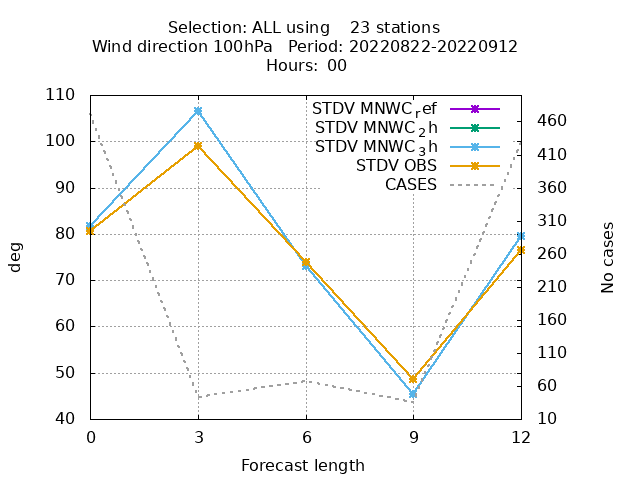 Selection: ALL using    23 stations
Wind direction 100hPa   Period: 20220822-20220912
Hours:  00
110
100
90
80
70
60
50
40
460
410
360
310
260
210
160
110
60
10
STDV MNWC_ref
STDV MNWC_2h
STDV MNWC_3h
STDV OBS
CASES
deg
No cases
0 3 6 9 12
Forecast length